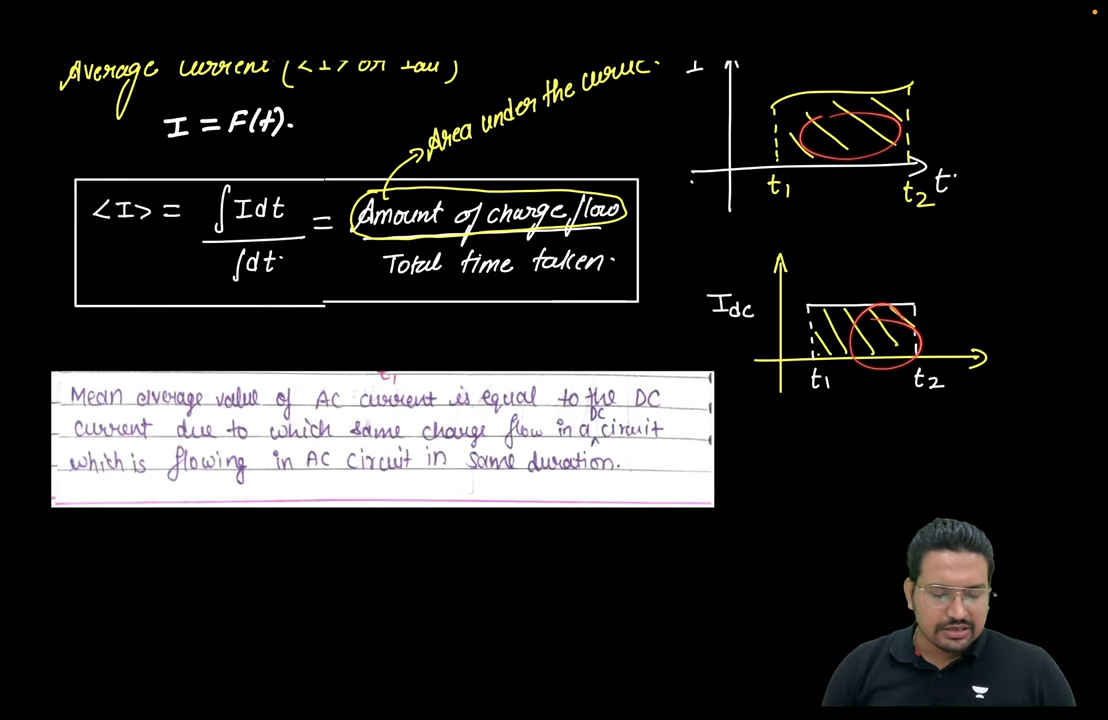 Average Current (<I> or Iav)
I = F(t).
Area under the curve.
<I> = ∫Idt / ∫dt = Amount of charge flow / Total time taken.
I
t1
t2
t
Idc
t1
t2
t1
Mean average value of AC current is equal to the DC
current due to which same charge flow in a DC circuit
which is flowing in AC circuit in same duration.